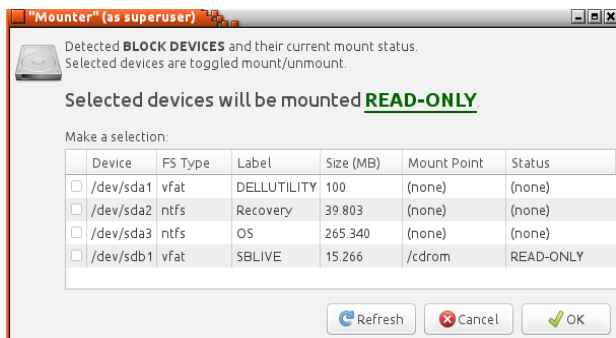 "Mounter" (as superuser)
Detected BLOCK DEVICES and their current mount status.
Selected devices are toggled mount/unmount.
Selected devices will be mounted READ-ONLY.
Make a selection:
Device FS Type Label Size (MB) Mount Point Status
/dev/sda1 vfat DELLUTILITY 100 (none) (none)
/dev/sda2 ntfs Recovery 39.803 (none) (none)
/dev/sda3 ntfs OS 265.340 (none) (none)
/dev/sdb1 vfat SBLIVE 15.266 /cdrom READ-ONLY
Refresh Cancel OK